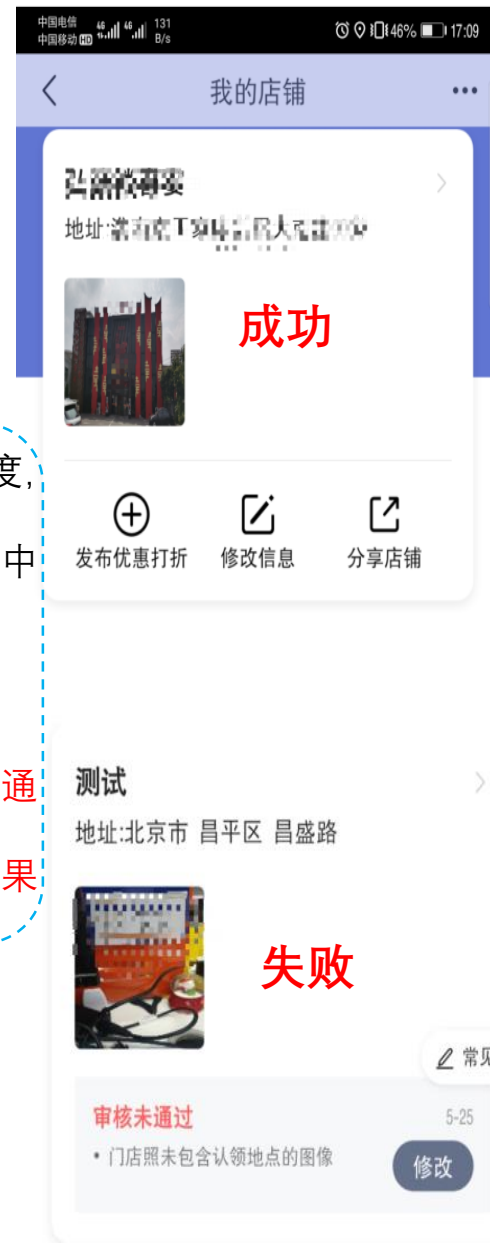 中国电信
中国移动 HD 46 46 131 B/s 46% 17:09
我的店铺
地址:
成功
度,
中
发布优惠打折 修改信息 分享店铺
通
果
测试
地址:北京市 昌平区 昌盛路
失败
常见
审核未通过 5-25
• 门店照未包含认领地点的图像
修改